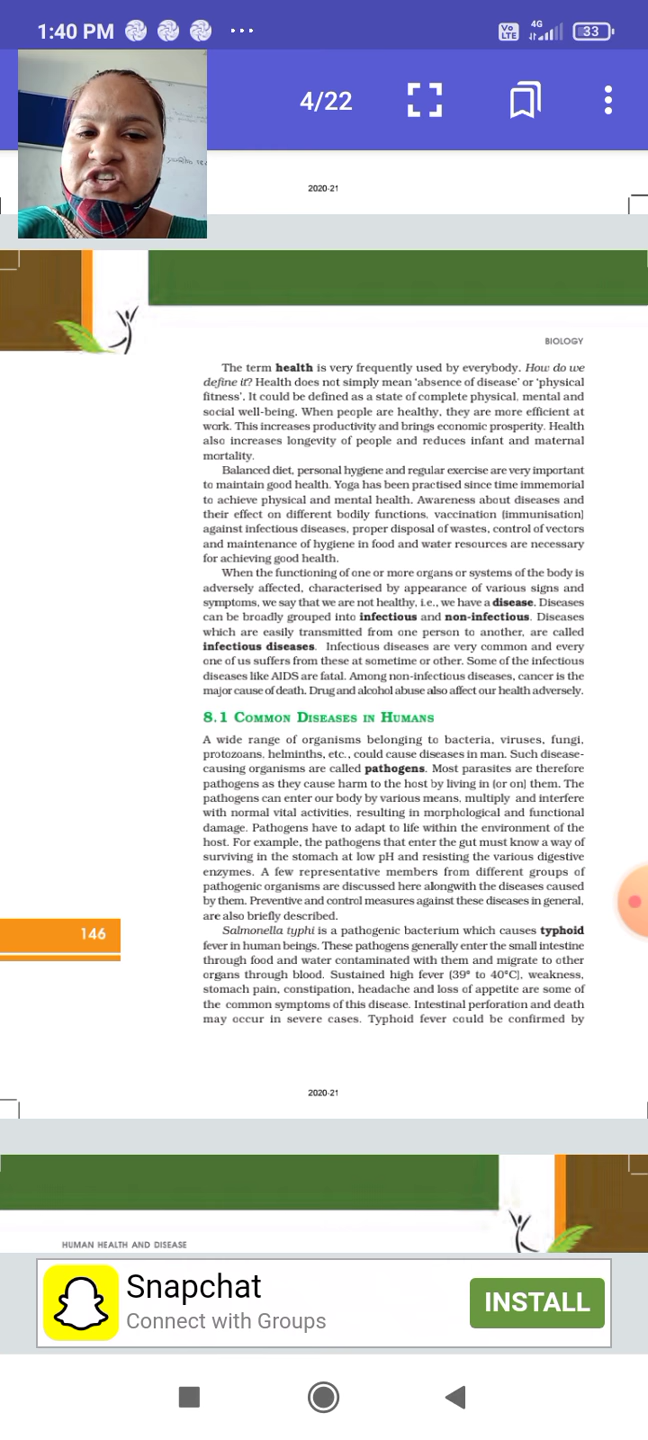 1:40 PM
Vo LTE 4G 33
4/22
2020-21
BIOLOGY
The term health is very frequently used by everybody. How do we
define it? Health does not simply mean 'absence of disease' or 'physical
fitness'. It could be defined as a state of complete physical, mental and
social well-being. When people are healthy, they are more efficient at
work. This increases productivity and brings economic prosperity. Health
also increases longevity of people and reduces infant and maternal
mortality.
Balanced diet, personal hygiene and regular exercise are very important
to maintain good health. Yoga has been practised since time immemorial
to achieve physical and mental health. Awareness about diseases and
their effect on different bodily functions, vaccination (immunisation)
against infectious diseases, proper disposal of wastes, control of vectors
and maintenance of hygiene in food and water resources are necessary
for achieving good health.
When the functioning of one or more organs or systems of the body is
adversely affected, characterised by appearance of various signs and
symptoms, we say that we are not healthy, i.e., we have a disease. Diseases
can be broadly grouped into infectious and non-infectious. Diseases
which are easily transmitted from one person to another, are called
infectious diseases. Infectious diseases are very common and every
one of us suffers from these at sometime or other. Some of the infectious
diseases like AIDS are fatal. Among non-infectious diseases, cancer is the
major cause of death. Drug and alcohol abuse also affect our health adversely.
8.1 COMMON DISEASES IN HUMANS
A wide range of organisms belonging to bacteria, viruses, fungi,
protozoans, helminths, etc., could cause diseases in man. Such disease-
causing organisms are called pathogens. Most parasites are therefore
pathogens as they cause harm to the host by living in (or on) them. The
pathogens can enter our body by various means, multiply and interfere
with normal vital activities, resulting in morphological and functional
damage. Pathogens have to adapt to life within the environment of the
host. For example, the pathogens that enter the gut must know a way of
surviving in the stomach at low pH and resisting the various digestive
enzymes. A few representative members from different groups of
pathogenic organisms are discussed here alongwith the diseases caused
by them. Preventive and control measures against these diseases in general,
are also briefly described.
146
Salmonella typhi is a pathogenic bacterium which causes typhoid
fever in human beings. These pathogens generally enter the small intestine
through food and water contaminated with them and migrate to other
organs through blood. Sustained high fever (39° to 40°C), weakness,
stomach pain, constipation, headache and loss of appetite are some of
the common symptoms of this disease. Intestinal perforation and death
may occur in severe cases. Typhoid fever could be confirmed by
2020-21
HUMAN HEALTH AND DISEASE
Snapchat
Connect with Groups
INSTALL